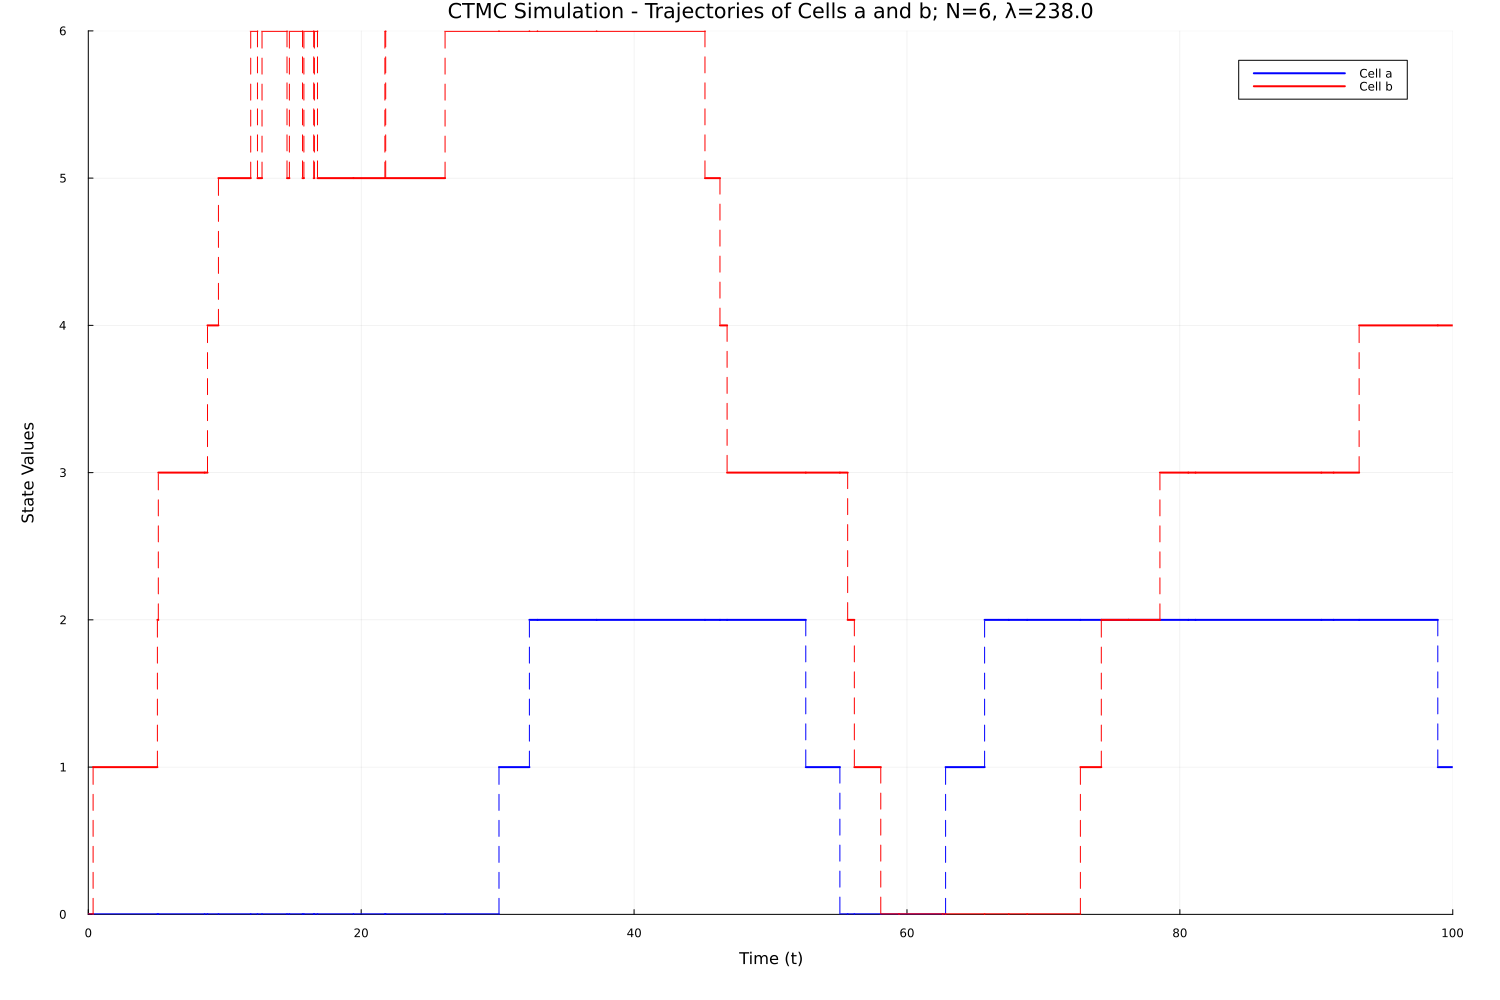 CTMC Simulation - Trajectories of Cells a and b; N=6, λ=238.0
Cell a
Cell b
State Values
6
5
4
3
2
1
0
0 20 40 60 80 100
Time (t)